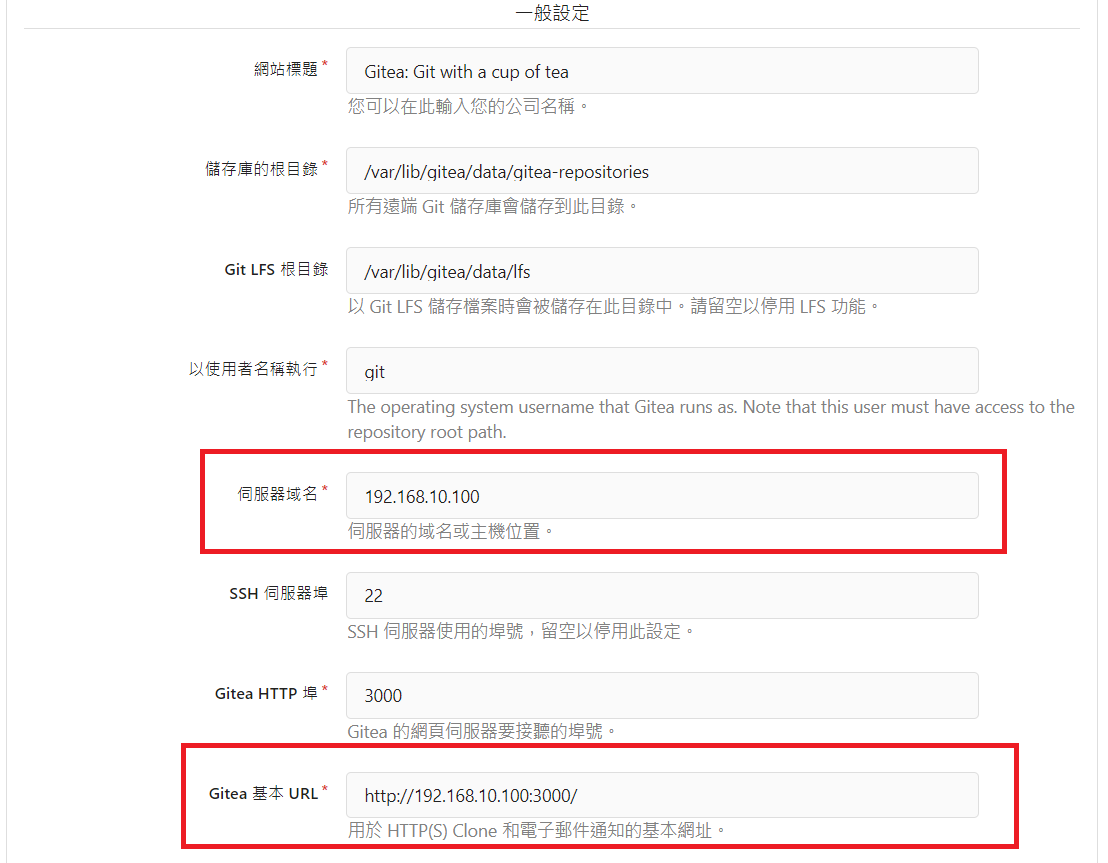 一般設定
網站標題*
Gitea: Git with a cup of tea
您可以在此輸入您的公司名稱。
儲存庫的根目錄*
/var/lib/gitea/data/gitea-repositories
所有遠端 Git 儲存庫會儲存到此目錄。
Git LFS 根目錄
/var/lib/gitea/data/lfs
以 Git LFS 儲存檔案時會被儲存在此目錄中。請留空以停用 LFS 功能。
以使用者名稱執行*
git
The operating system username that Gitea runs as. Note that this user must have access to the
repository root path.
伺服器域名*
192.168.10.100
伺服器的域名或主機位置。
SSH 伺服器埠
22
SSH 伺服器使用的埠號，留空以停用此設定。
Gitea HTTP 埠*
3000
Gitea 的網頁伺服器要接聽的埠號。
Gitea 基本 URL*
http://192.168.10.100:3000/
用於 HTTP(S) Clone 和電子郵件通知的基本網址。